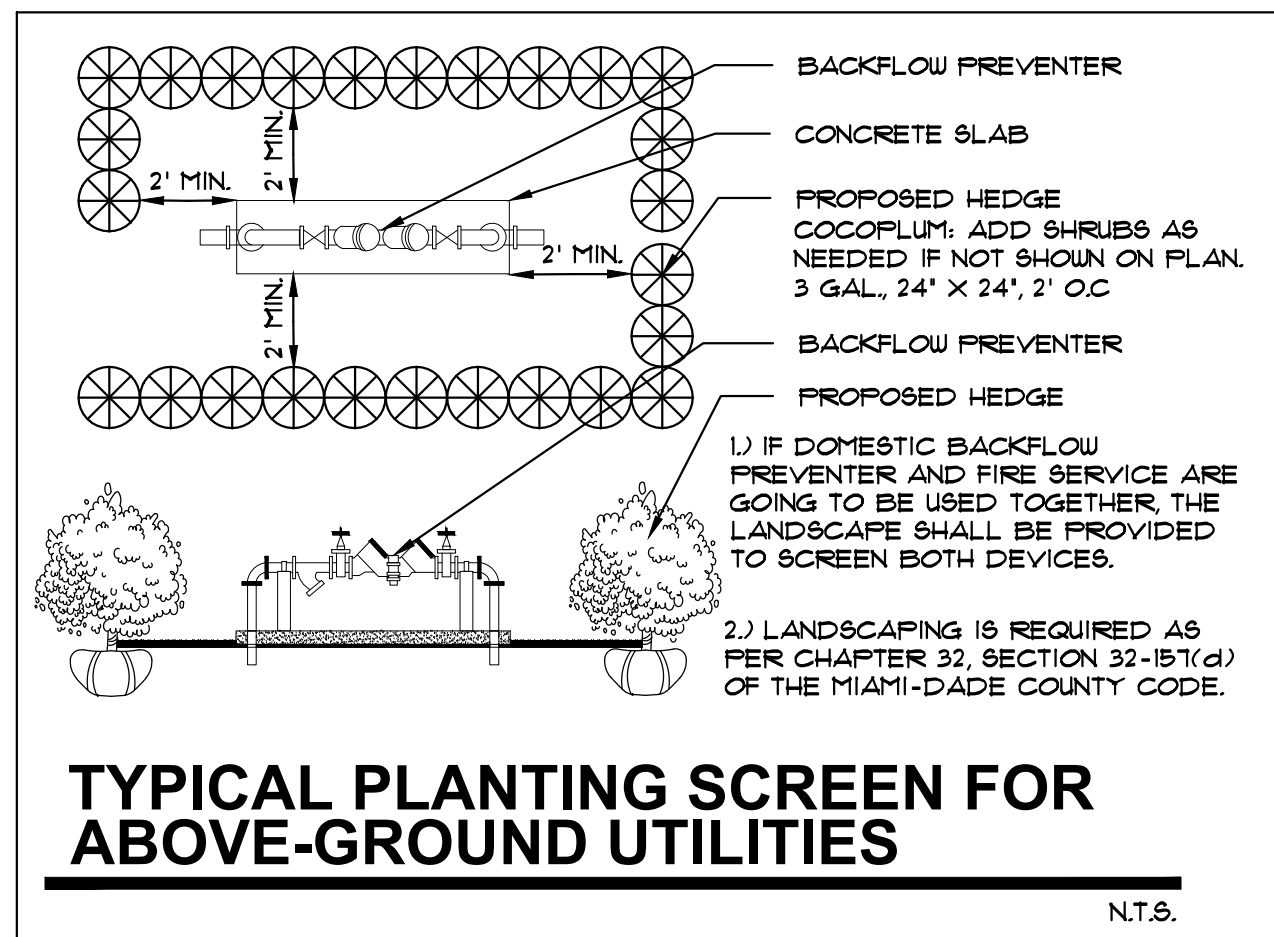 BACKFLOW PREVENTER
CONCRETE SLAB
2' MIN.
2' MIN.
PROPOSED HEDGE
COCOPLUM: ADD SHRUBS AS
NEEDED IF NOT SHOWN ON PLAN.
3 GAL., 24" X 24", 2' O.C
2' MIN.
2' MIN.
BACKFLOW PREVENTER
PROPOSED HEDGE
1.) IF DOMESTIC BACKFLOW
PREVENTER AND FIRE SERVICE ARE
GOING TO BE USED TOGETHER, THE
LANDSCAPE SHALL BE PROVIDED
TO SCREEN BOTH DEVICES.
2.) LANDSCAPING IS REQUIRED AS
PER CHAPTER 32, SECTION 32-157(d)
OF THE MIAMI-DADE COUNTY CODE.
TYPICAL PLANTING SCREEN FOR
ABOVE-GROUND UTILITIES
N.T.S.